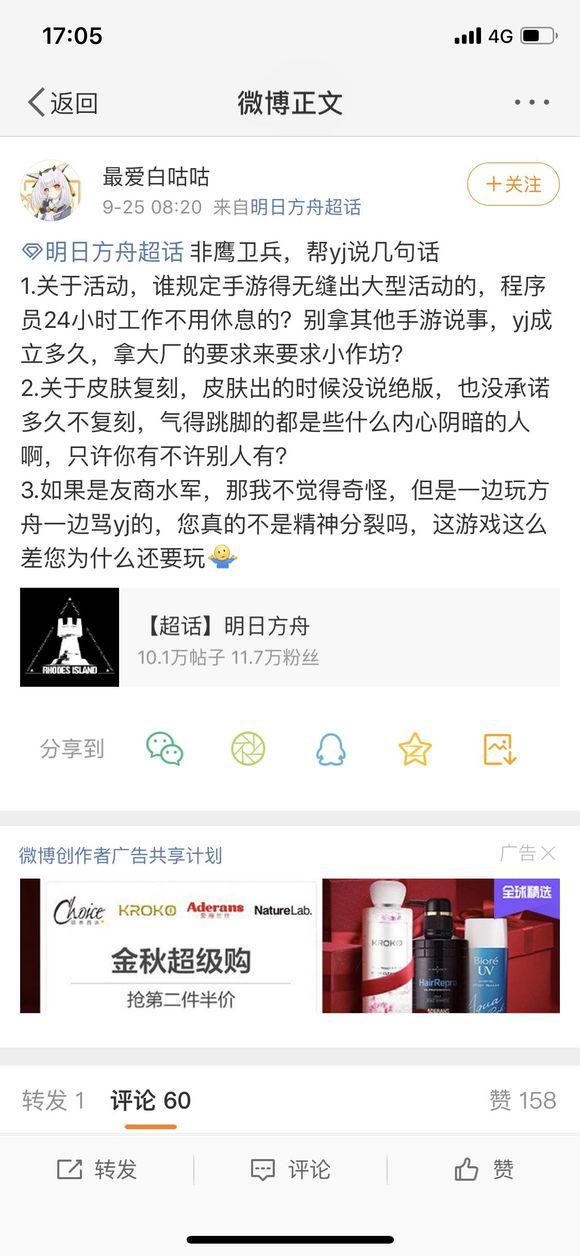 17:05
4G
返回
微博正文
最爱白咕咕
+关注
9-25 08:20 来自明日方舟超话
明日方舟超话 非鹰卫兵，帮yj说几句话
1.关于活动，谁规定手游得无缝出大型活动的，程序
员24小时工作不用休息的？别拿其他手游说事，yj成
立多久，拿大厂的要求来要求小作坊？
2.关于皮肤复刻，皮肤出的时候没说绝版，也没承诺
多久不复刻，气得跳脚的都是些什么内心阴暗的人
啊，只许你有不许别人有？
3.如果是友商水军，那我不觉得奇怪，但是一边玩方
舟一边骂yj的，您真的不是精神分裂吗，这游戏这么
差您为什么还要玩🤷
RHODES ISLAND
【超话】明日方舟
10.1万帖子 11.7万粉丝
分享到
微博创作者广告共享计划
广告
Choice
KROKO
Aderans
NatureLab.
金秋超级购
抢第二件半价
全球精选
KROKO
HairRepro
ADERANS
Bioré
UV
Aqua
转发 1
评论 60
赞 158
转发
评论
赞